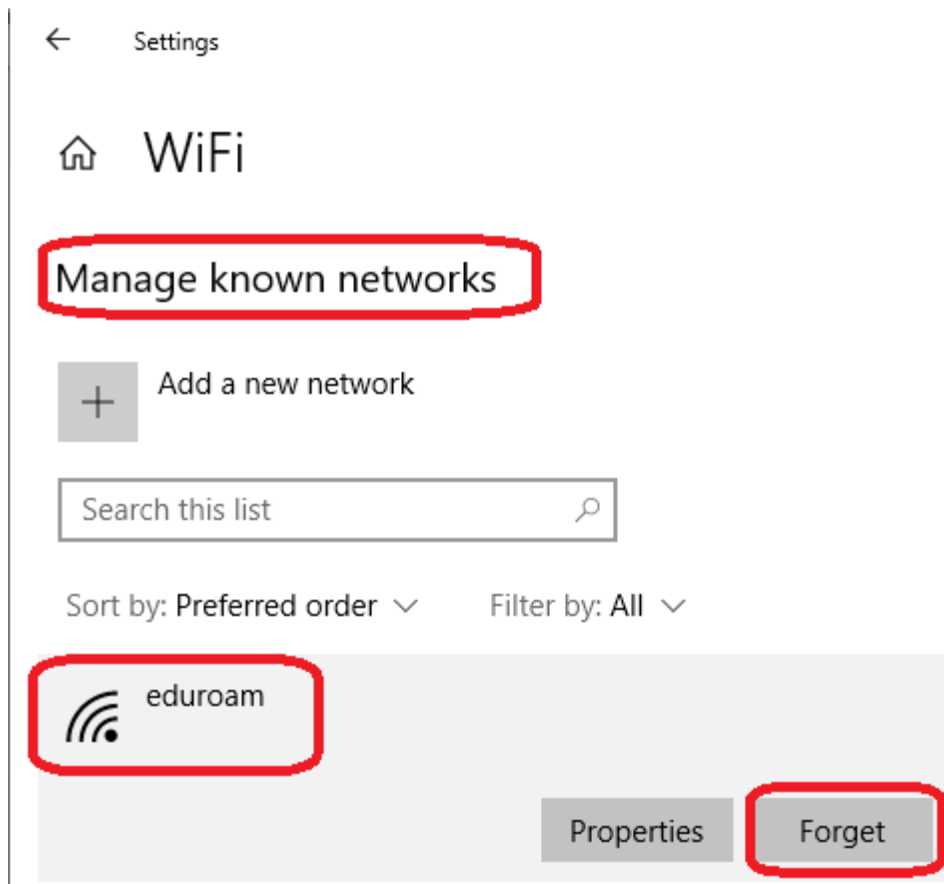 Settings
WiFi
Manage known networks
Add a new network
Search this list
Sort by: Preferred order Filter by: All
eduroam
Properties Forget